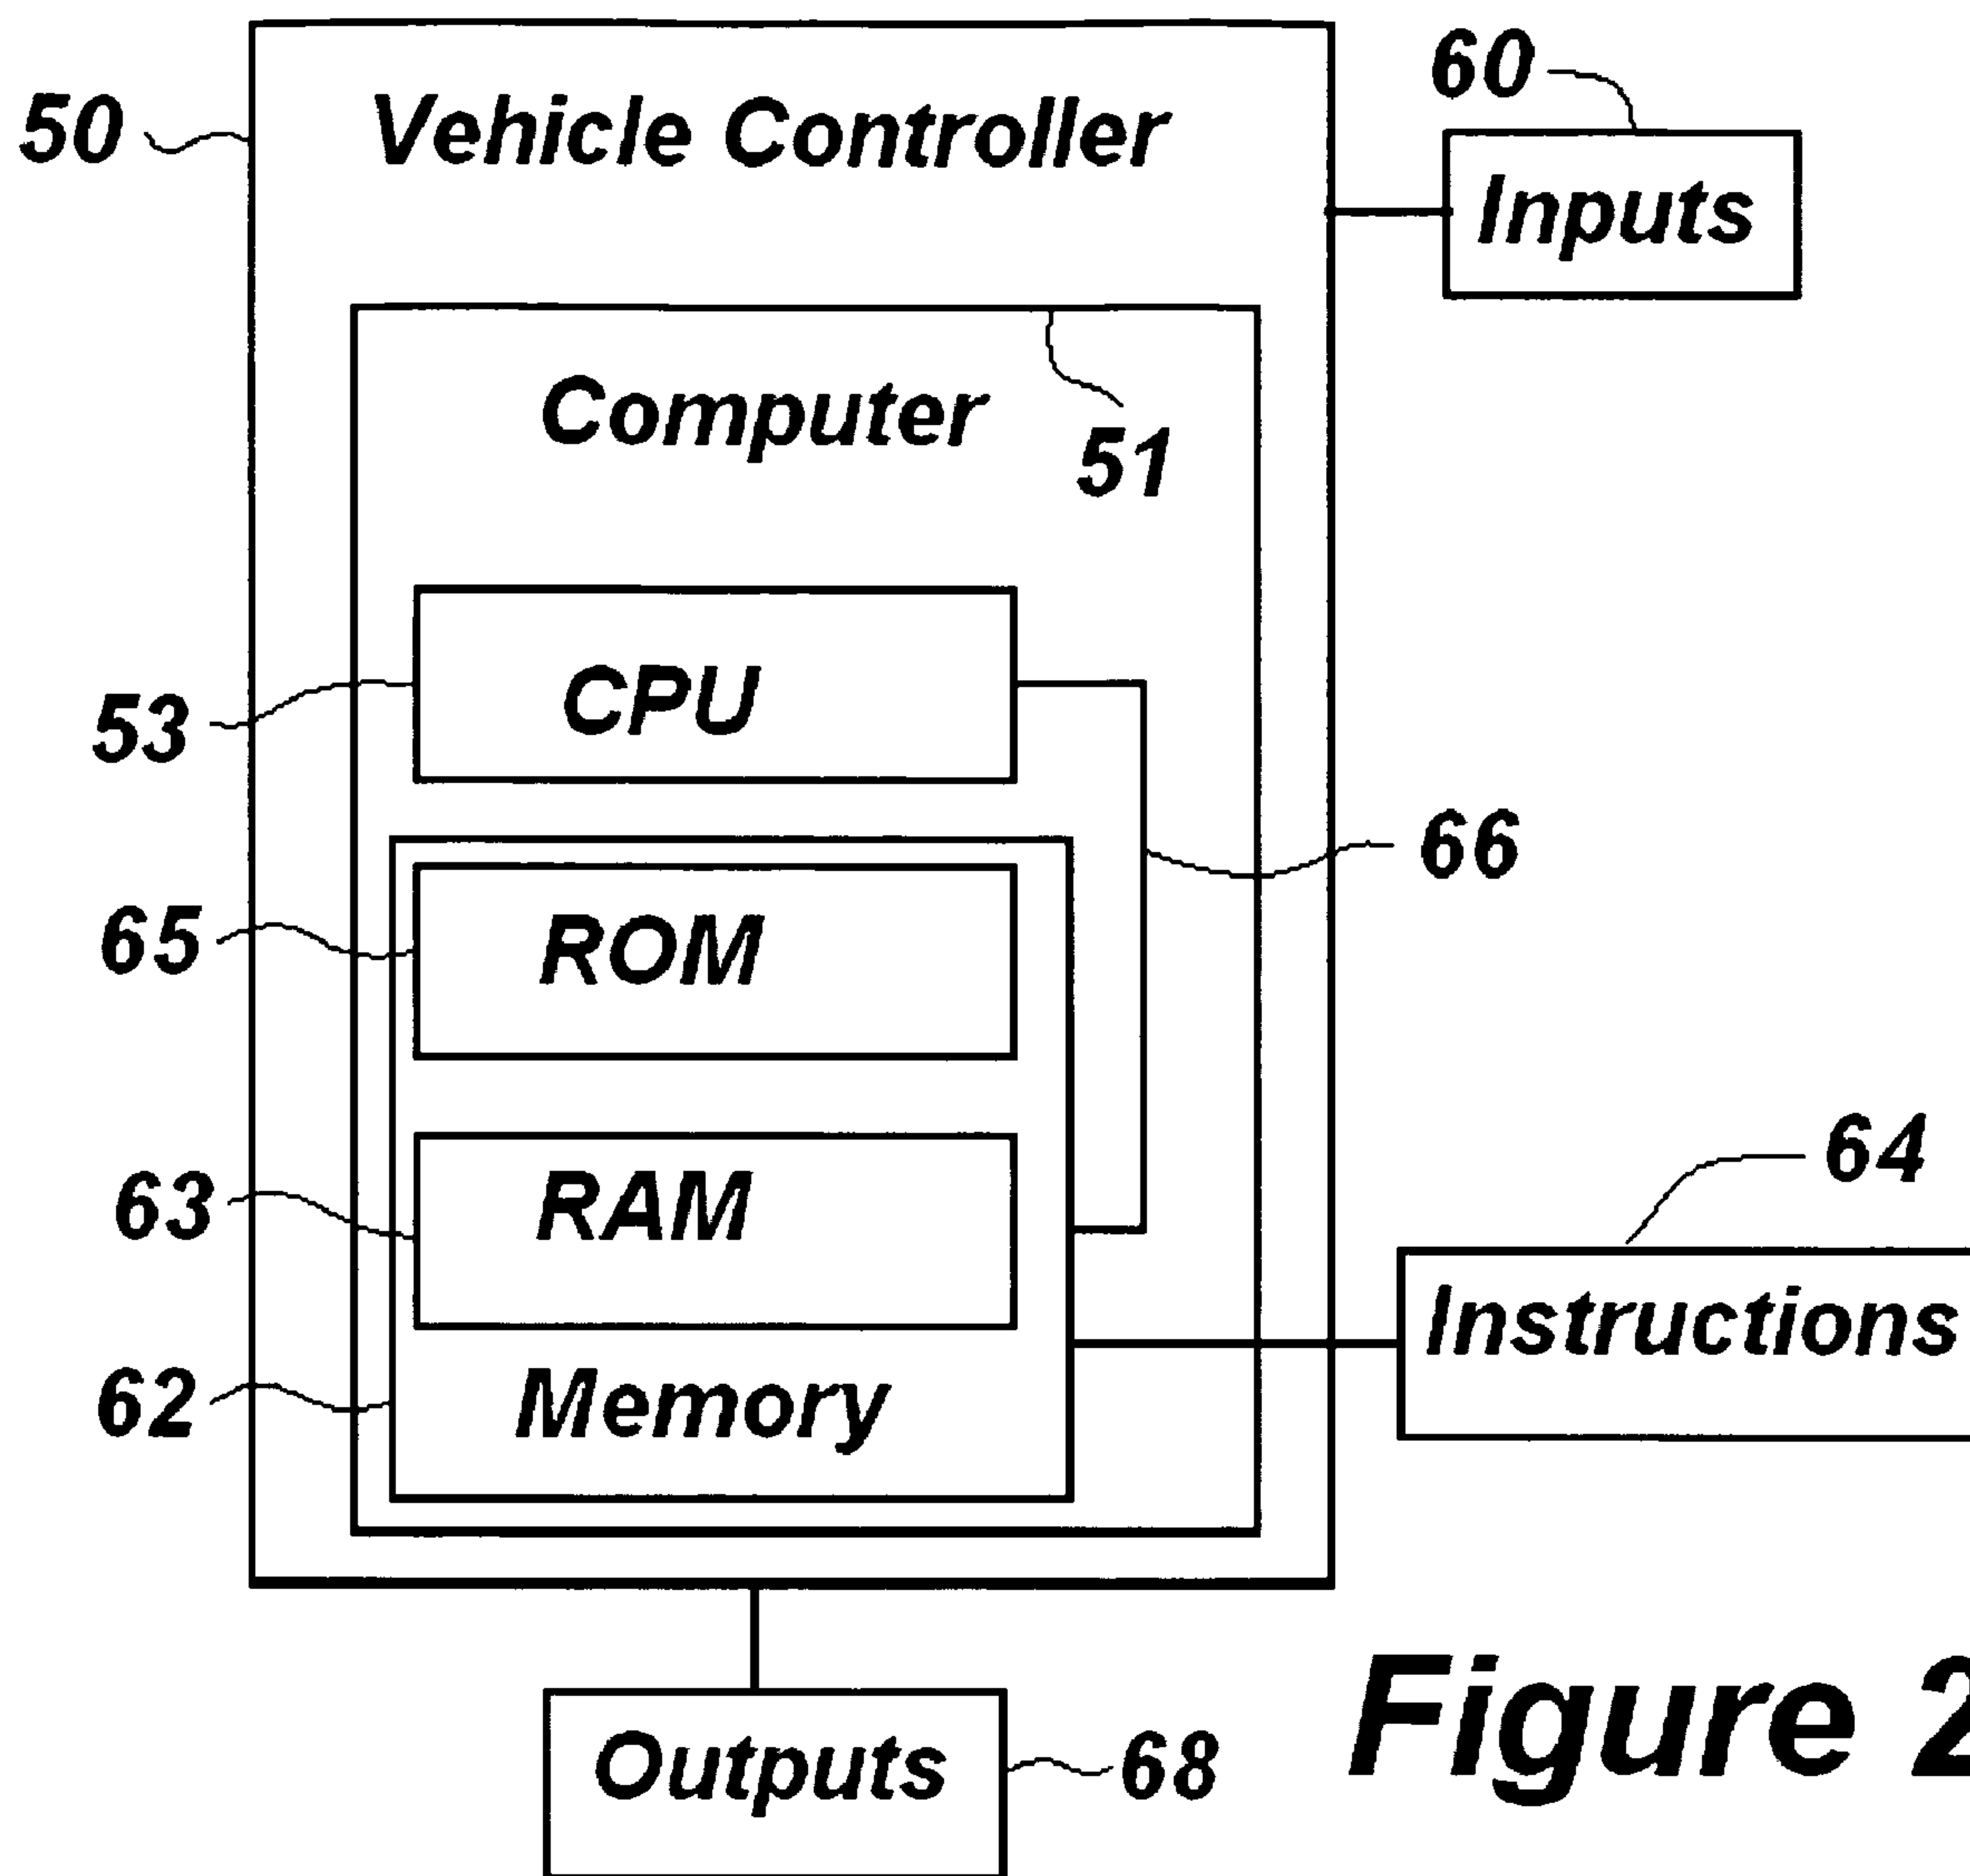 60
50
Vehicle Controller
Inputs
Computer
51
53
CPU
66
65
ROM
64
63
RAM
Instructions
62
Memory
Figure 2
Outputs
68